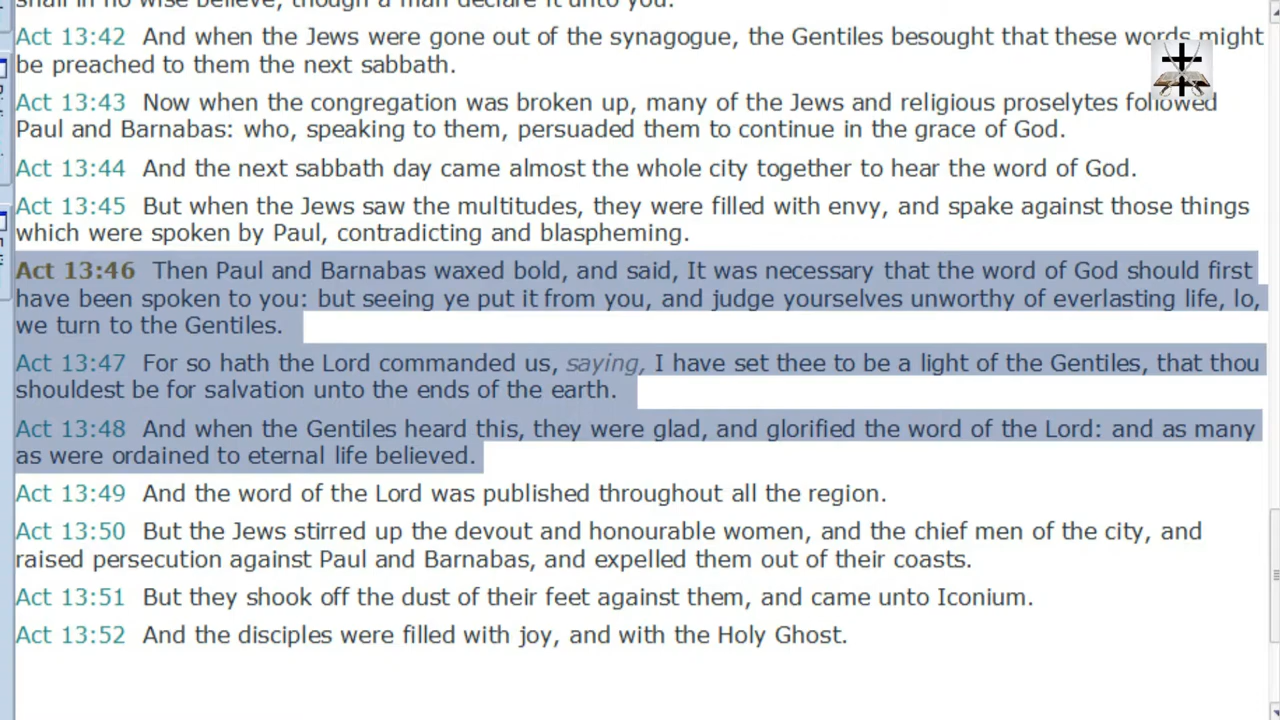 shall in no wise believe, though a man declare it unto you.
Act 13:42 And when the Jews were gone out of the synagogue, the Gentiles besought that these words might
be preached to them the next sabbath.
Act 13:43 Now when the congregation was broken up, many of the Jews and religious proselytes followed
Paul and Barnabas: who, speaking to them, persuaded them to continue in the grace of God.
Act 13:44 And the next sabbath day came almost the whole city together to hear the word of God.
Act 13:45 But when the Jews saw the multitudes, they were filled with envy, and spake against those things
which were spoken by Paul, contradicting and blaspheming.
Act 13:46 Then Paul and Barnabas waxed bold, and said, It was necessary that the word of God should first
have been spoken to you: but seeing ye put it from you, and judge yourselves unworthy of everlasting life, lo,
we turn to the Gentiles.
Act 13:47 For so hath the Lord commanded us, saying, I have set thee to be a light of the Gentiles, that thou
shouldest be for salvation unto the ends of the earth.
Act 13:48 And when the Gentiles heard this, they were glad, and glorified the word of the Lord: and as many
as were ordained to eternal life believed.
Act 13:49 And the word of the Lord was published throughout all the region.
Act 13:50 But the Jews stirred up the devout and honourable women, and the chief men of the city, and
raised persecution against Paul and Barnabas, and expelled them out of their coasts.
Act 13:51 But they shook off the dust of their feet against them, and came unto Iconium.
Act 13:52 And the disciples were filled with joy, and with the Holy Ghost.